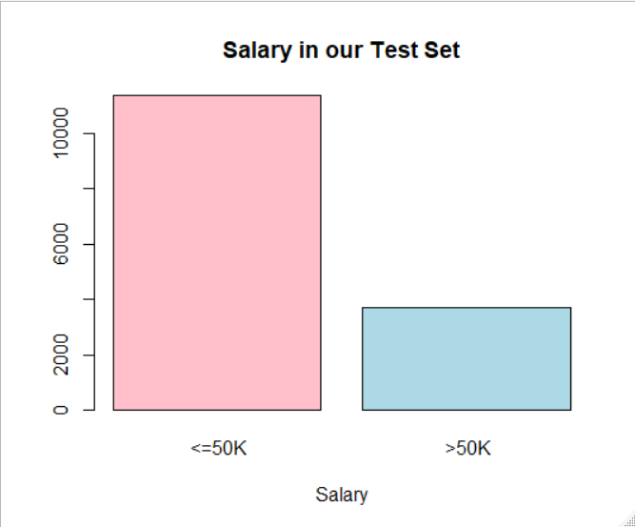 Salary in our Test Set
10000
6000
2000
0
<=50K >50K
Salary